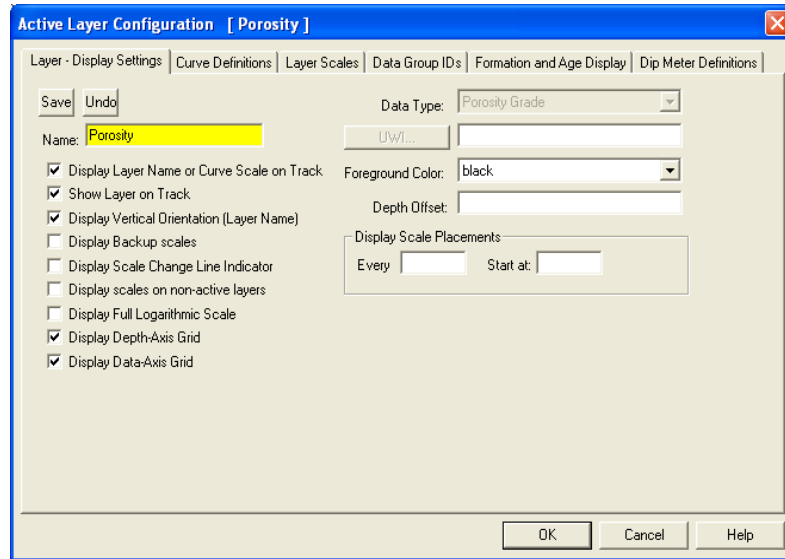 Active Layer Configuration [ Porosity ]
Layer - Display Settings Curve Definitions Layer Scales Data Group IDs Formation and Age Display Dip Meter Definitions
Save Undo
Name: Porosity
Display Layer Name or Curve Scale on Track
Show Layer on Track
Display Vertical Orientation (Layer Name)
Display Backup scales
Display Scale Change Line Indicator
Display scales on non-active layers
Display Full Logarithmic Scale
Display Depth-Axis Grid
Display Data-Axis Grid
Data Type: Porosity Grade
UWI...
Foreground Color: black
Depth Offset:
Display Scale Placements
Every Start at:
OK Cancel Help